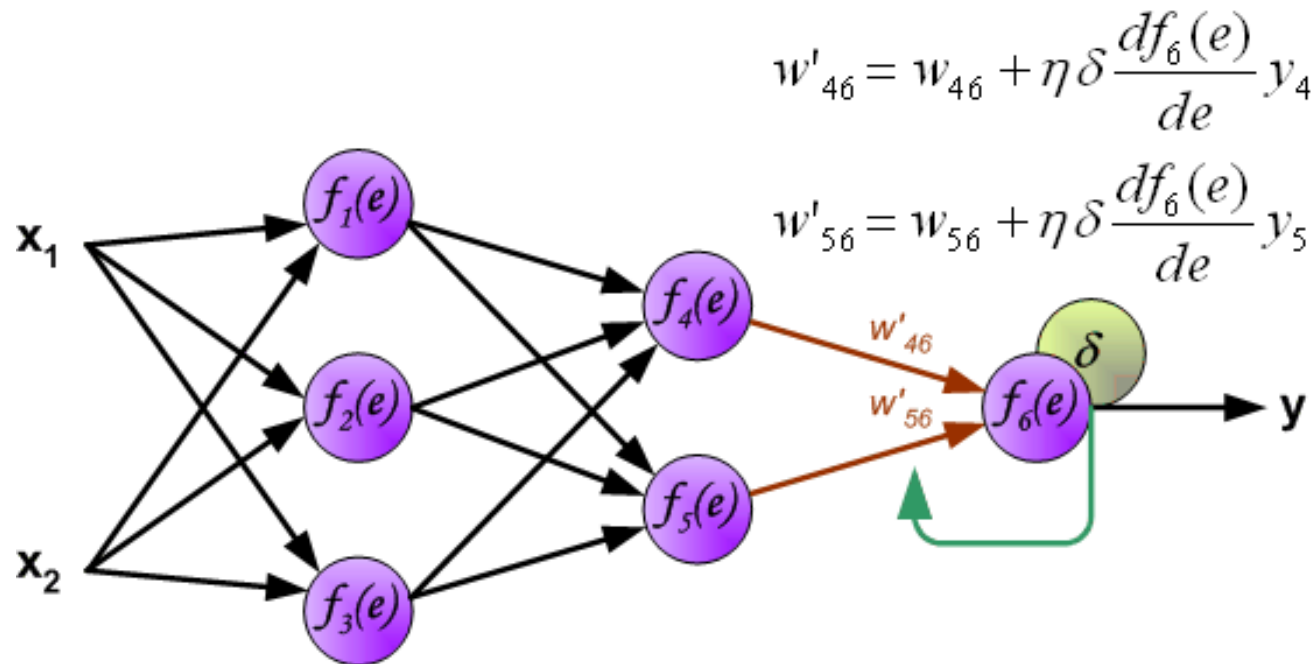 w'₄₆ = w₄₆ + η δ df₆(e)/de y₄
w'₅₆ = w₅₆ + η δ df₆(e)/de y₅
x₁
x₂
f₁(e)
f₂(e)
f₃(e)
f₄(e)
f₅(e)
w'₄₆
w'₅₆
f₆(e)
δ
y